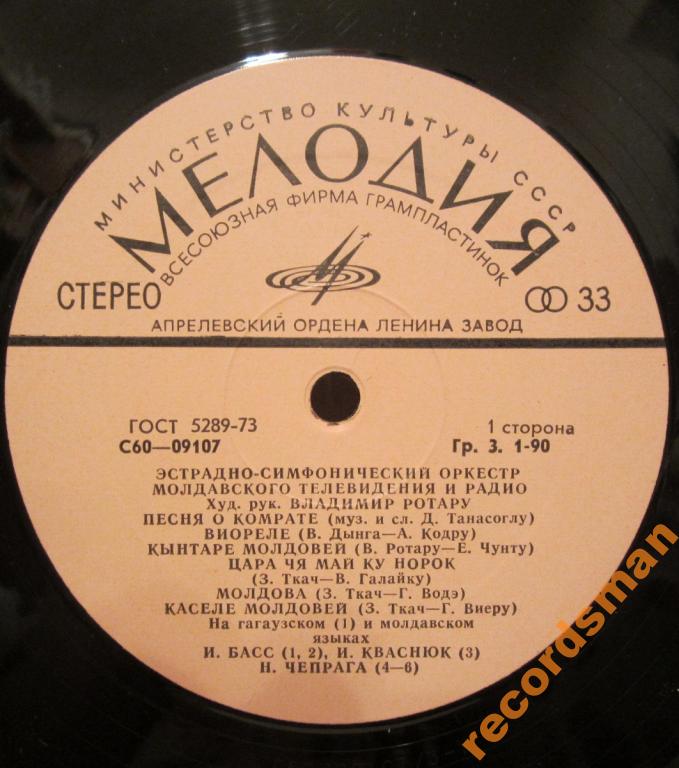 МИНИСТЕРСТВО КУЛЬТУРЫ СССР
МЕЛОДИЯ
ВСЕСОЮЗНАЯ ФИРМА ГРАМПЛАСТИНОК
СТЕРЕО
33
АПРЕЛЕВСКИЙ ОРДЕНА ЛЕНИНА ЗАВОД
ГОСТ 5289-73
1 сторона
С60—09107
Гр. 3. 1-90
ЭСТРАДНО-СИМФОНИЧЕСКИЙ ОРКЕСТР
МОЛДАВСКОГО ТЕЛЕВИДЕНИЯ И РАДИО
Худ. рук. ВЛАДИМИР РОТАРУ
ПЕСНЯ О КОМРАТЕ (муз. и сл. Д. Танасоглу)
ВИОРЕЛЕ (В. Дынга—А. Кодру)
КЫНТАРЕ МОЛДОВЕЙ (В. Ротару—Е. Чунту)
ЦАРА ЧЯ МАЙ КУ НОРОК
(З. Ткач—В. Галайку)
МОЛДОВА (З. Ткач—Г. Водэ)
КАСЕЛЕ МОЛДОВЕЙ (З. Ткач—Г. Виеру)
На гагаузском (1) и молдавском
языках
И. БАСС (1, 2), И. КВАСНЮК (3)
Н. ЧЕПРАГА (4—6)
recordsman